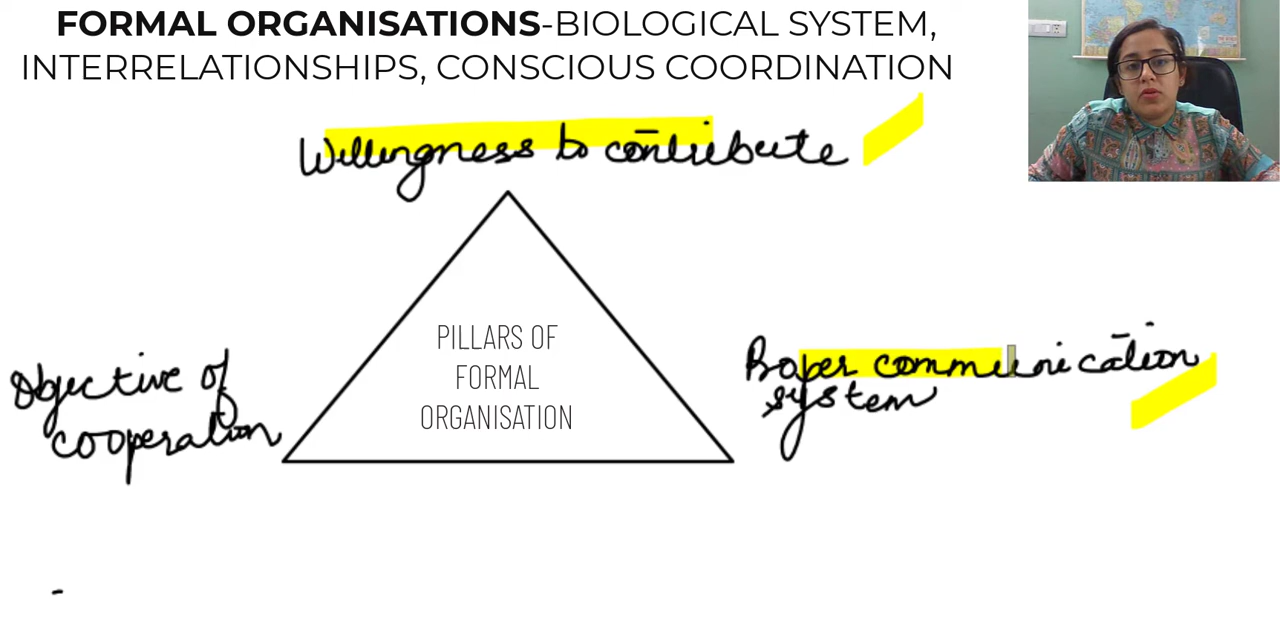 FORMAL ORGANISATIONS-BIOLOGICAL SYSTEM,
INTERRELATIONSHIPS, CONSCIOUS COORDINATION
Willingness to contribute
PILLARS OF
FORMAL
ORGANISATION
Objective of
cooperation
Proper communication
system